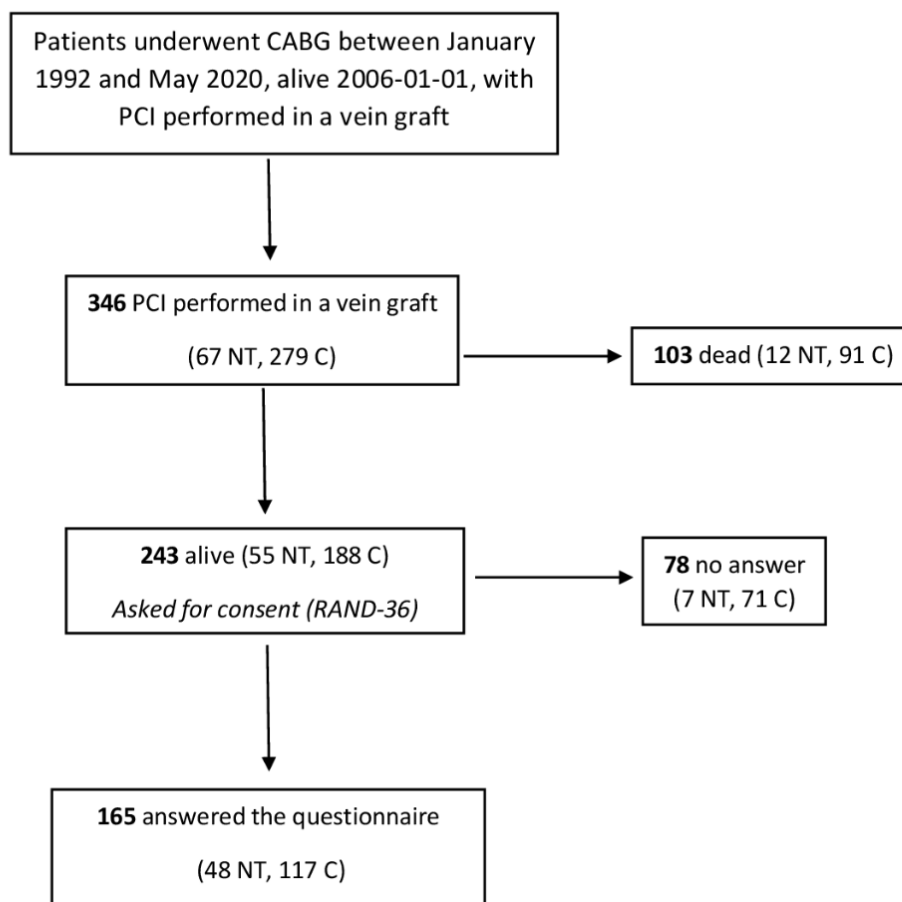 Patients underwent CABG between January
1992 and May 2020, alive 2006-01-01, with
PCI performed in a vein graft
346 PCI performed in a vein graft
(67 NT, 279 C)
103 dead (12 NT, 91 C)
243 alive (55 NT, 188 C)
Asked for consent (RAND-36)
78 no answer
(7 NT, 71 C)
165 answered the questionnaire
(48 NT, 117 C)